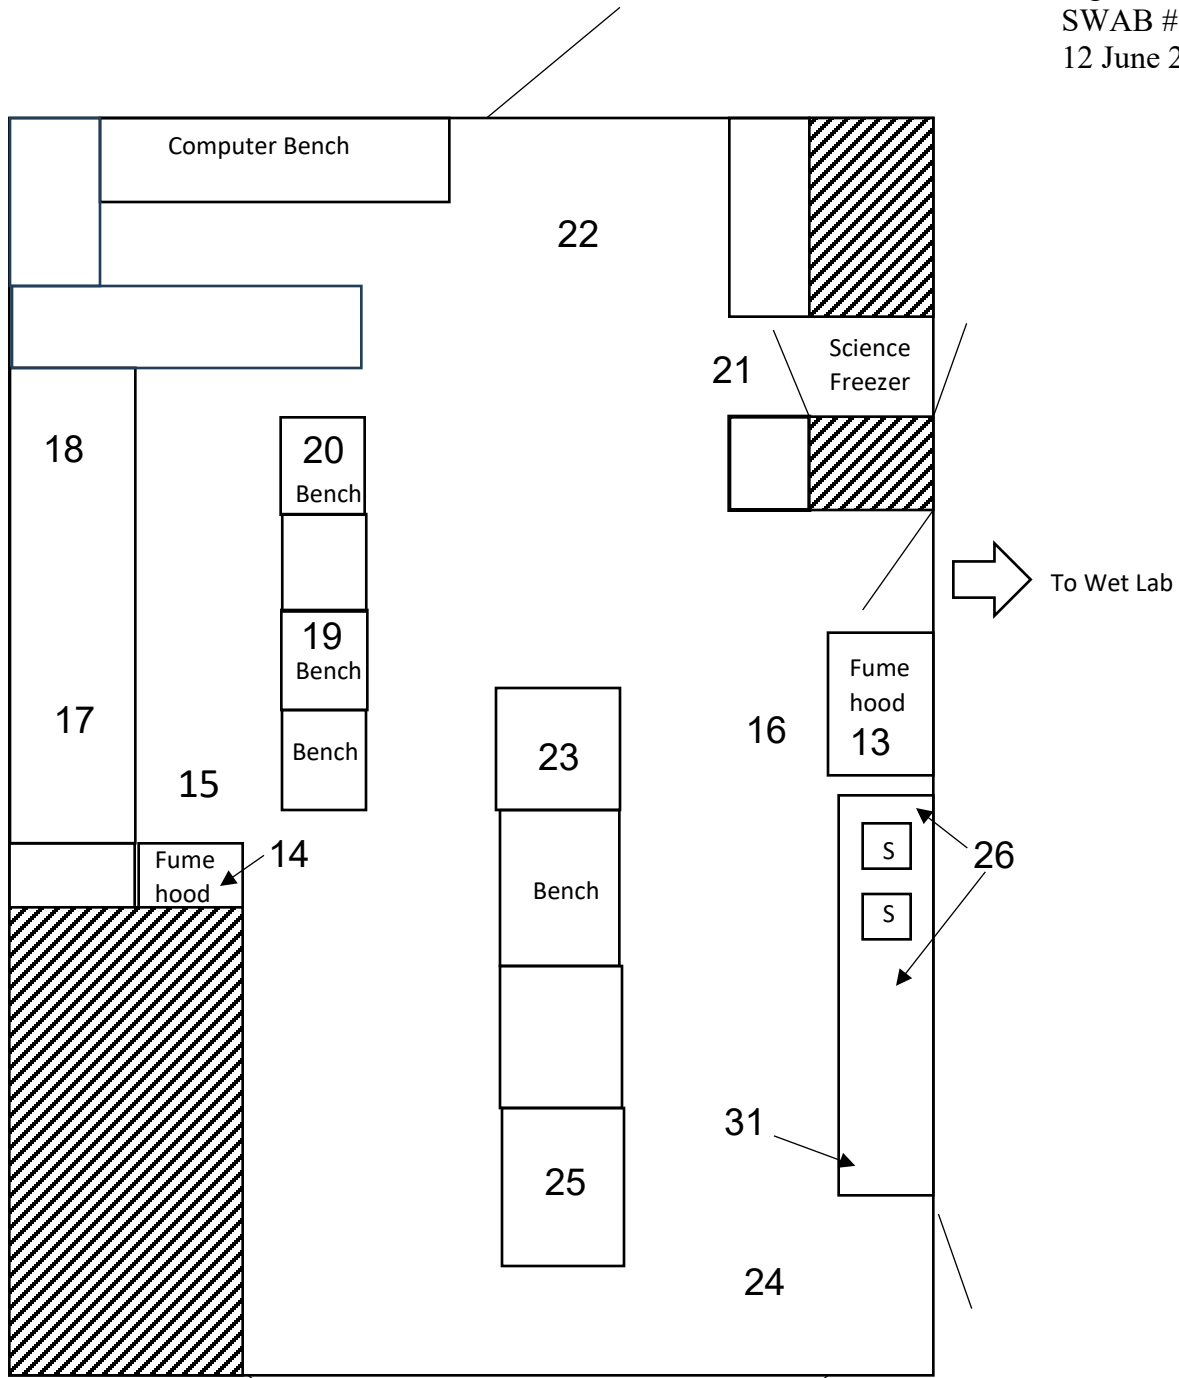 SWAB #
12 June 2
Computer Bench
22
Science
Freezer
21
18
20
Bench
To Wet Lab
19
Bench
Fume
hood
13
17
16
Bench
23
15
14
Fume
hood
S
26
Bench
S
31
25
24